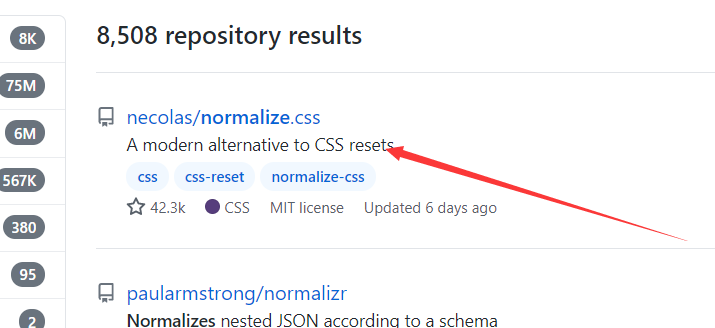 8K
75M
6M
567K
380
95
2
8,508 repository results
necolas/normalize.css
A modern alternative to CSS resets
css css-reset normalize-css
42.3k CSS MIT license Updated 6 days ago
paularmstrong/normalizr
Normalizes nested JSON according to a schema